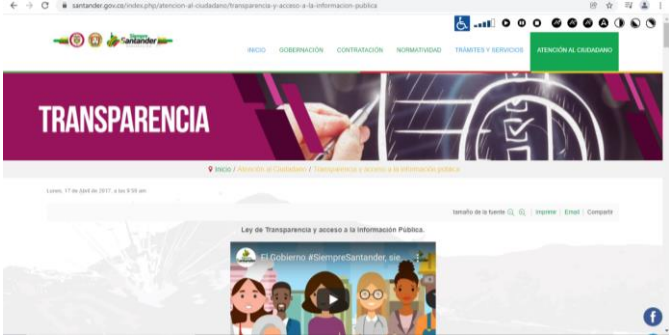 santander.gov.co/index.php/atencion-al-ciudadano/transparencia-y-acceso-a-la-informacion-publica
Siempre
Santander
INICIO GOBERNACIÓN CONTRATACIÓN NORMATIVIDAD TRÁMITES Y SERVICIOS ATENCIÓN AL CIUDADANO
TRANSPARENCIA
Inicio / Atención al Ciudadano / Transparencia y acceso a la información pública
Lunes, 17 de Abril de 2017, a las 9:50 am
tamaño de la fuente | Imprimir | Email | Compartir
Ley de Transparencia y acceso a la Información Pública.
El Gobierno #SiempreSantander, sie...